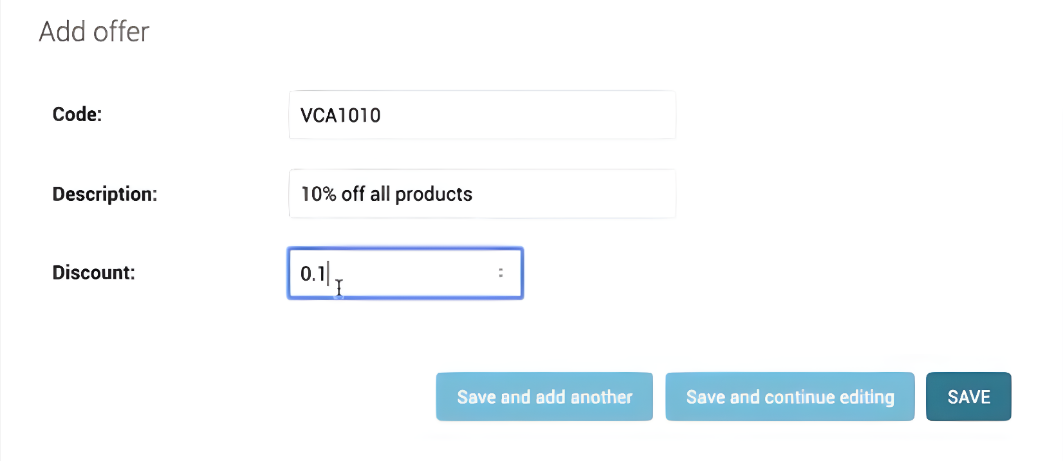 Add offer
Code: VCA1010
Description: 10% off all products
Discount: 0.1
Save and add another Save and continue editing SAVE